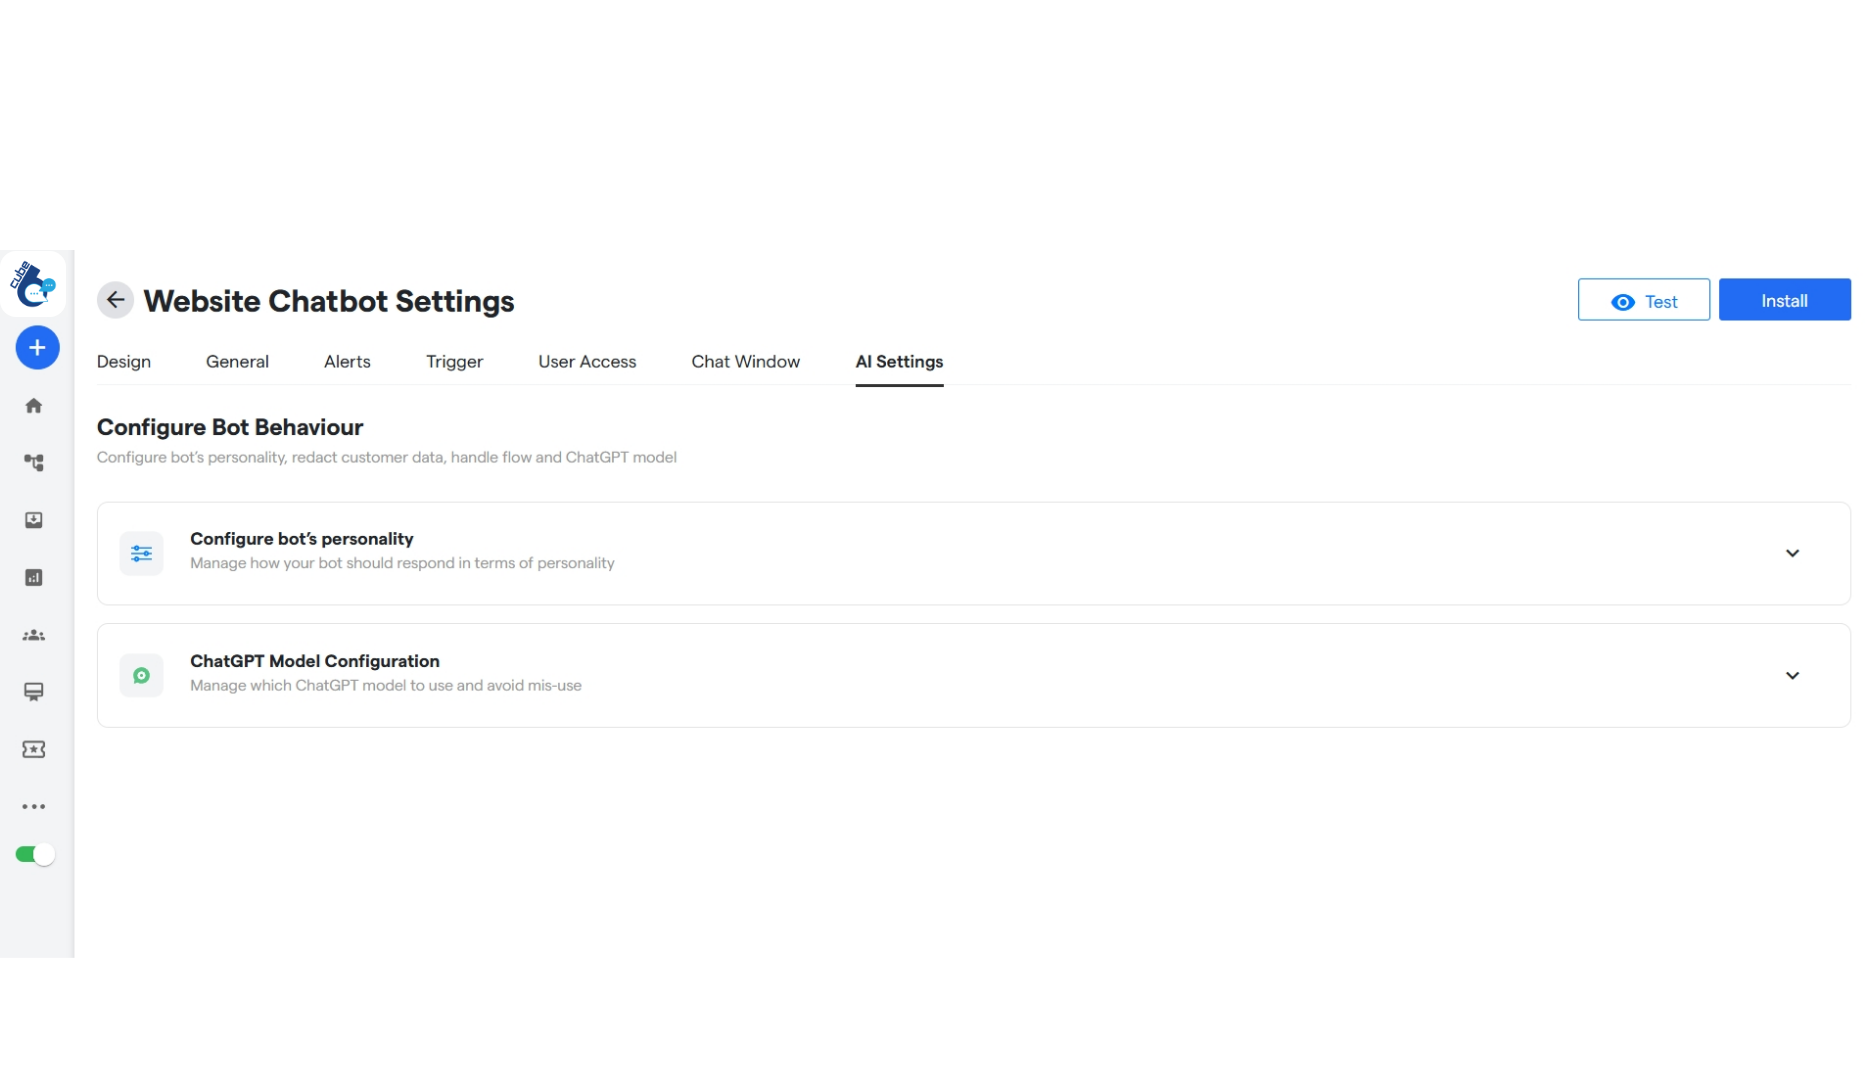 cube
Website Chatbot Settings
Test
Install
Design
General
Alerts
Trigger
User Access
Chat Window
AI Settings
Configure Bot Behaviour
Configure bot's personality, redact customer data, handle flow and ChatGPT model
Configure bot’s personality
Manage how your bot should respond in terms of personality
ChatGPT Model Configuration
Manage which ChatGPT model to use and avoid mis-use